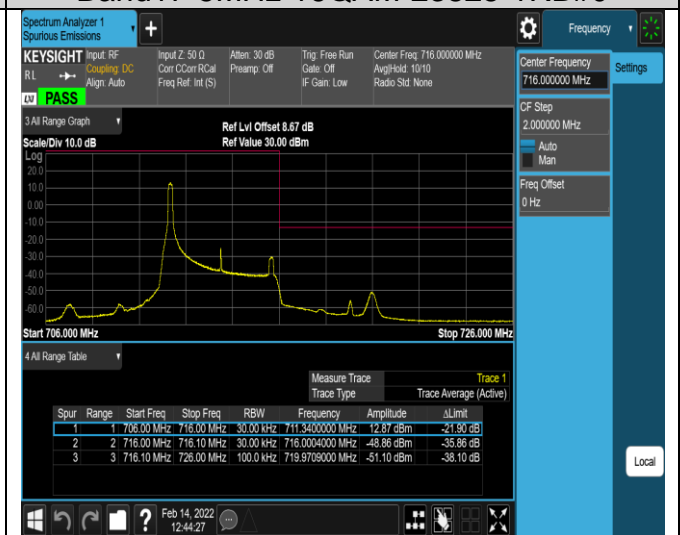 Spectrum Analyzer 1
Spurious Emissions
+
Frequency
KEYSIGHT
RL
LXI PASS
Input: RF
Coupling: DC
Align: Auto
Input Z: 50 Ω
Corr CCorr RCal
Freq Ref: Int (S)
Atten: 30 dB
Preamp: Off
Trig: Free Run
Gate: Off
IF Gain: Low
Center Freq: 716.000000 MHz
Avg|Hold: 10/10
Radio Std: None
Center Frequency
716.000000 MHz
Settings
CF Step
2.000000 MHz
Auto
Man
Freq Offset
0 Hz
3 All Range Graph
Scale/Div 10.0 dB
Ref Lvl Offset 8.67 dB
Ref Value 30.00 dBm
Log
20.0
10.0
0.00
-10.0
-20.0
-30.0
-40.0
-50.0
-60.0
Start 706.000 MHz
Stop 726.000 MHz
4 All Range Table
Measure Trace Trace 1
Trace Type Trace Average (Active)
Spur Range Start Freq Stop Freq RBW Frequency Amplitude ΔLimit
1 1 706.00 MHz 716.00 MHz 30.00 kHz 711.3400000 MHz 12.87 dBm -21.90 dB
2 2 716.00 MHz 716.10 MHz 30.00 kHz 716.0004000 MHz -48.86 dBm -35.86 dB
3 3 716.10 MHz 726.00 MHz 100.0 kHz 719.9709000 MHz -51.10 dBm -38.10 dB
Local
?
Feb 14, 2022
12:44:27